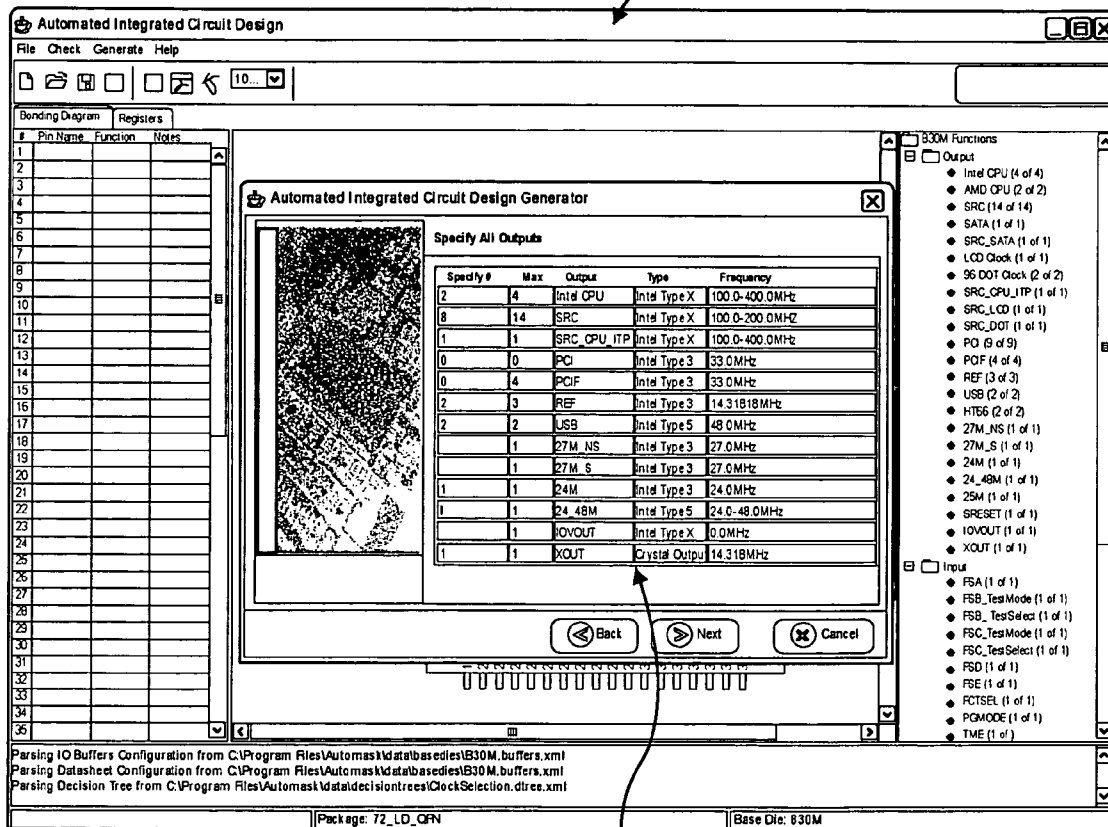 Automated Integrated Circuit Design
File Check Generate Help
10...
Bonding Diagram Registers
# Pin Name Function Notes
1
2
3
4
5
6
7
8
9
10
11
12
13
14
15
16
17
18
19
20
21
22
23
24
25
26
27
28
29
30
31
32
33
34
35
Automated Integrated Circuit Design Generator
Specify All Outputs
Specify # Max Output Type Frequency
2 4 Intel CPU Intel Type X 100.0-400.0MHz
8 14 SRC Intel Type X 100.0-200.0MHZ
1 1 SRC_CPU_ITP Intel Type X 100.0-400.0MHz
0 0 PCI Intel Type 3 33.0MHz
0 4 PCIF Intel Type 3 33.0MHz
2 3 REF Intel Type 3 14.31818MHz
2 2 USB Intel Type 5 48.0MHz
1 27M_NS Intel Type 3 27.0MHz
1 27M_S Intel Type 3 27.0MHz
1 1 24M Intel Type 3 24.0MHz
1 24_48M Intel Type 5 24.0-48.0MHz
1 IOVOUT Intel Type X 0.0MHz
1 1 XOUT Crystal Output 14.318MHz
Back Next Cancel
B30M Functions
Output
Intel CPU (4 of 4)
AMD CPU (2 of 2)
SRC (14 of 14)
SATA (1 of 1)
SRC_SATA (1 of 1)
LCD Clock (1 of 1)
96 DOT Clock (2 of 2)
SRC_CPU_ITP (1 of 1)
SRC_LCD (1 of 1)
SRC_DOT (1 of 1)
PCI (9 of 9)
PCIF (4 of 4)
REF (3 of 3)
USB (2 of 2)
HT66 (2 of 2)
27M_NS (1 of 1)
27M_S (1 of 1)
24M (1 of 1)
24_48M (1 of 1)
25M (1 of 1)
SRESET (1 of 1)
IOVOUT (1 of 1)
XOUT (1 of 1)
Input
FSA (1 of 1)
FSB_TestMode (1 of 1)
FSB_ TestSelect (1 of 1)
FSC_TestMode (1 of 1)
FSC_TestSelect (1 of 1)
FSD (1 of 1)
FSE (1 of 1)
FCTSEL (1 of 1)
PGMODE (1 of 1)
TME (1 of )
Parsing IO Buffers Configuration from C:\Program Files\Automask\data\basedies\B30M.buffers.xml
Parsing Datasheet Configuration from C:\Program Files\Automask\data\basedies\B30M.buffers.xml
Parsing Decision Tree from C:\Program Files\Automask\data\decisiontrees\ClockSelection.dtree.xml
Package: 72_LD_QFN Base Die: 830M